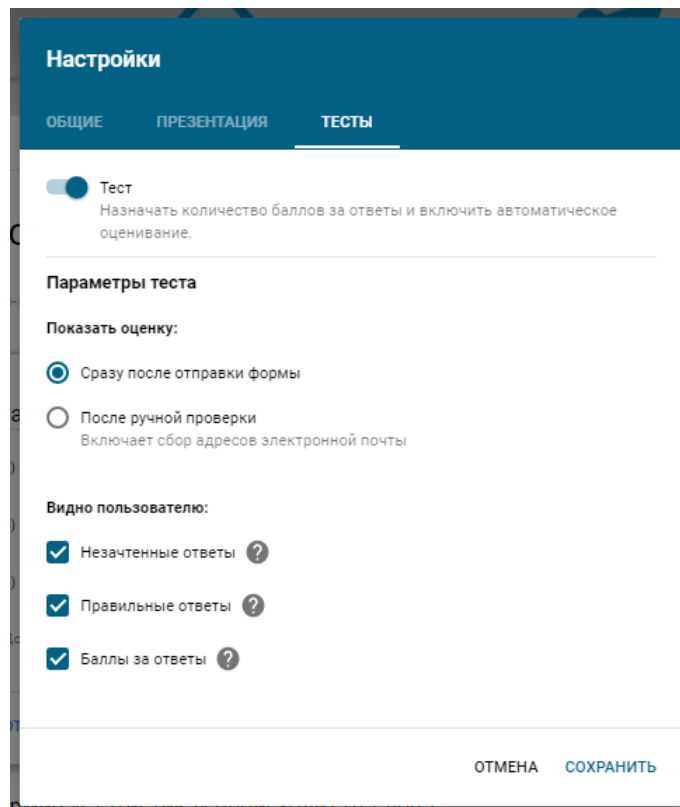 Настройки
ОБЩИЕ ПРЕЗЕНТАЦИЯ ТЕСТЫ
Тест
Назначать количество баллов за ответы и включить автоматическое
оценивание.
Параметры теста
Показать оценку:
Сразу после отправки формы
После ручной проверки
Включает сбор адресов электронной почты
Видно пользователю:
Незачтенные ответы ?
Правильные ответы ?
Баллы за ответы ?
ОТМЕНА СОХРАНИТЬ